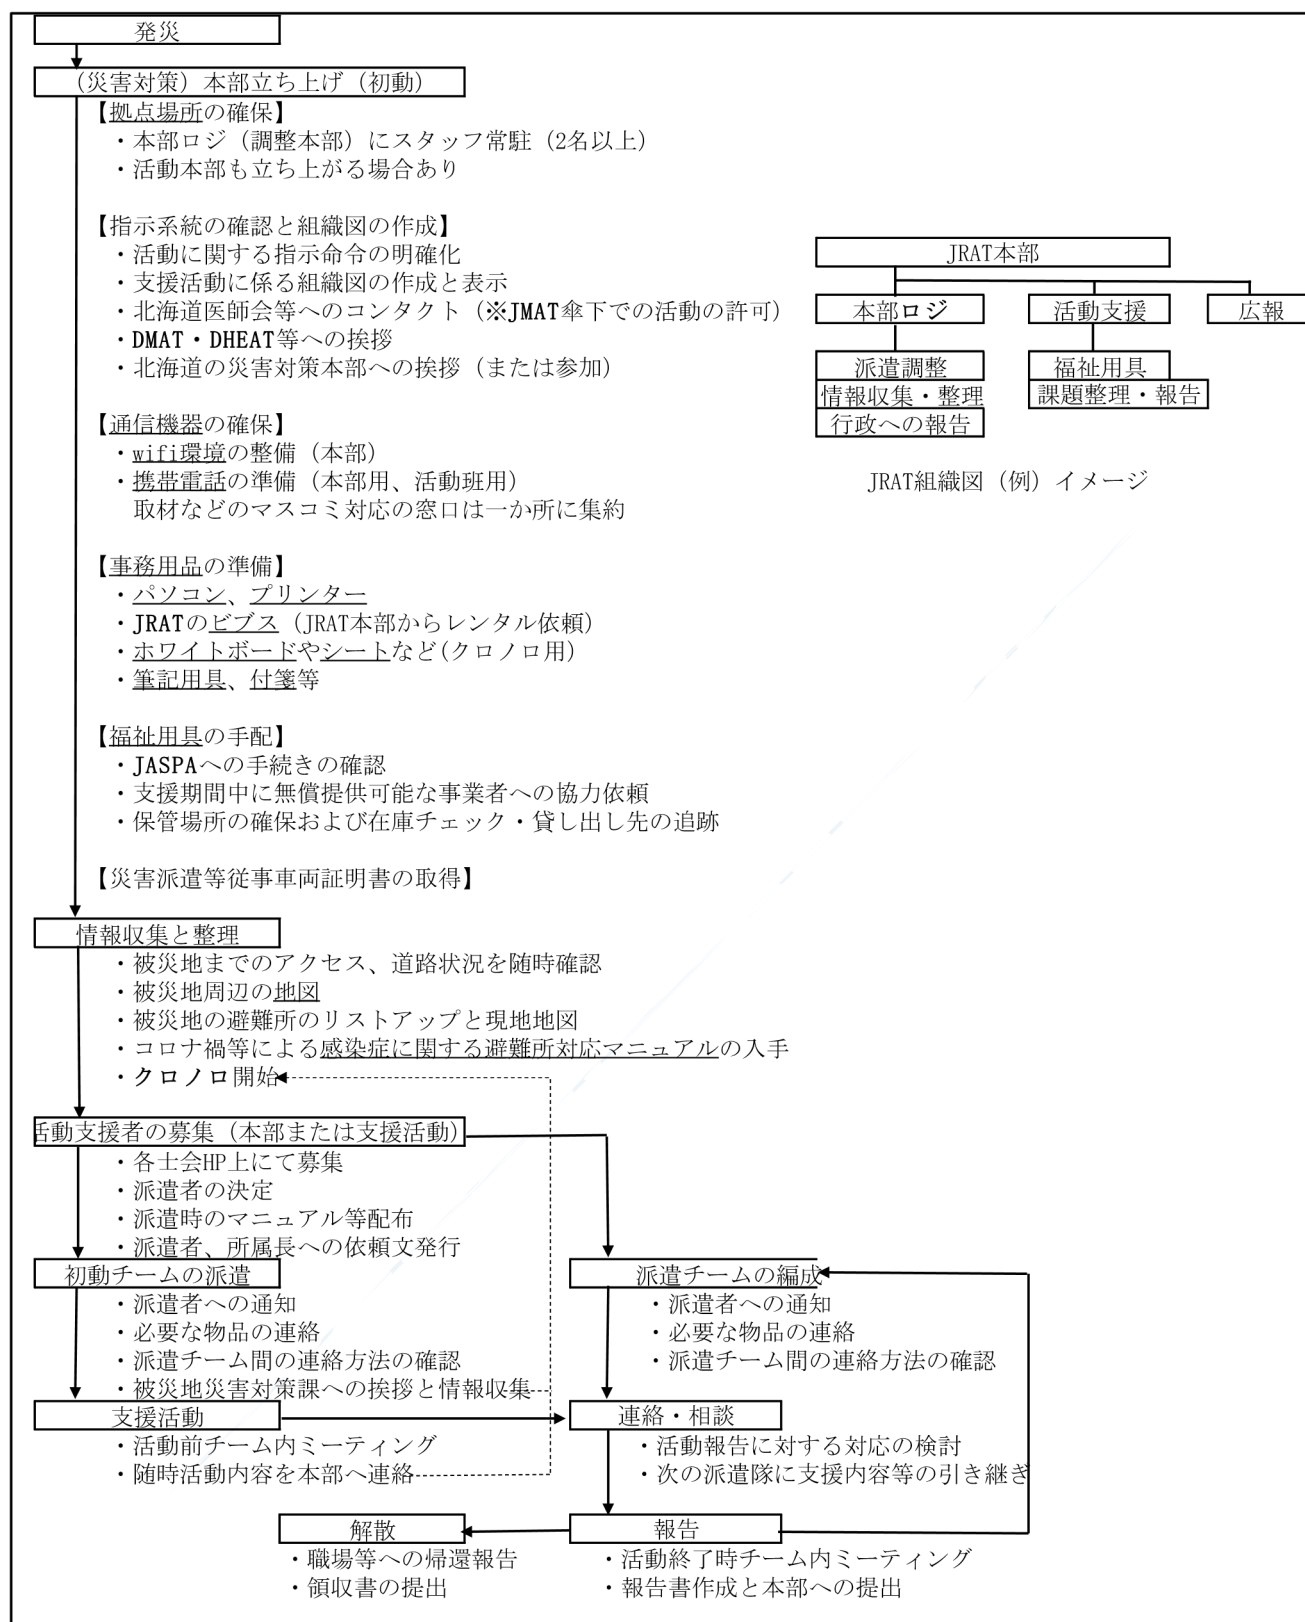 発災
(災害対策）本部立ち上げ（初動）
【拠点場所の確保】
・本部ロジ（調整本部）にスタッフ常駐（2名以上）
・活動本部も立ち上がる場合あり
【指示系統の確認と組織図の作成】
・活動に関する指示命令の明確化
・支援活動に係る組織図の作成と表示
・北海道医師会等へのコンタクト（※JMAT傘下での活動の許可）
・DMAT・DHEAT等への挨拶
・北海道の災害対策本部への挨拶（または参加）
JRAT本部
本部ロジ
活動支援
広報
派遣調整
福祉用具
情報収集・整理
課題整理・報告
行政への報告
JRAT組織図（例）イメージ
【通信機器の確保】
・wifi環境の整備（本部）
・携帯電話の準備（本部用、活動班用）
取材などのマスコミ対応の窓口は一か所に集約
【事務用品の準備】
・パソコン、プリンター
・JRATのビブス（JRAT本部からレンタル依頼）
・ホワイトボードやシートなど(クロノロ用）
・筆記用具、付箋等
【福祉用具の手配】
・JASPAへの手続きの確認
・支援期間中に無償提供可能な事業者への協力依頼
・保管場所の確保および在庫チェック・貸し出し先の追跡
【災害派遣等従事車両証明書の取得】
情報収集と整理
・被災地までのアクセス、道路状況を随時確認
・被災地周辺の地図
・被災地の避難所のリストアップと現地地図
・コロナ禍等による感染症に関する避難所対応マニュアルの入手
・クロノロ開始
活動支援者の募集（本部または支援活動）
・各士会HP上にて募集
・派遣者の決定
・派遣時のマニュアル等配布
・派遣者、所属長への依頼文発行
初動チームの派遣
・派遣者への通知
・必要な物品の連絡
・派遣チーム間の連絡方法の確認
・被災地災害対策課への挨拶と情報収集
派遣チームの編成
・派遣者への通知
・必要な物品の連絡
・派遣チーム間の連絡方法の確認
支援活動
・活動前チーム内ミーティング
・随時活動内容を本部へ連絡
連絡・相談
・活動報告に対する対応の検討
・次の派遣隊に支援内容等の引き継ぎ
解散
・職場等への帰還報告
・領収書の提出
報告
・活動終了時チーム内ミーティング
・報告書作成と本部への提出